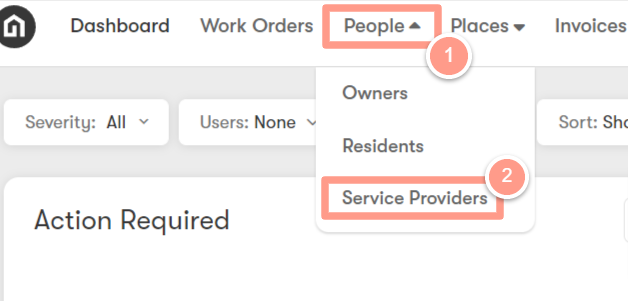 Dashboard Work Orders People Places Invoices
1
Owners
Severity: All Users: None Sort: Sho
Residents
2
Service Providers
Action Required